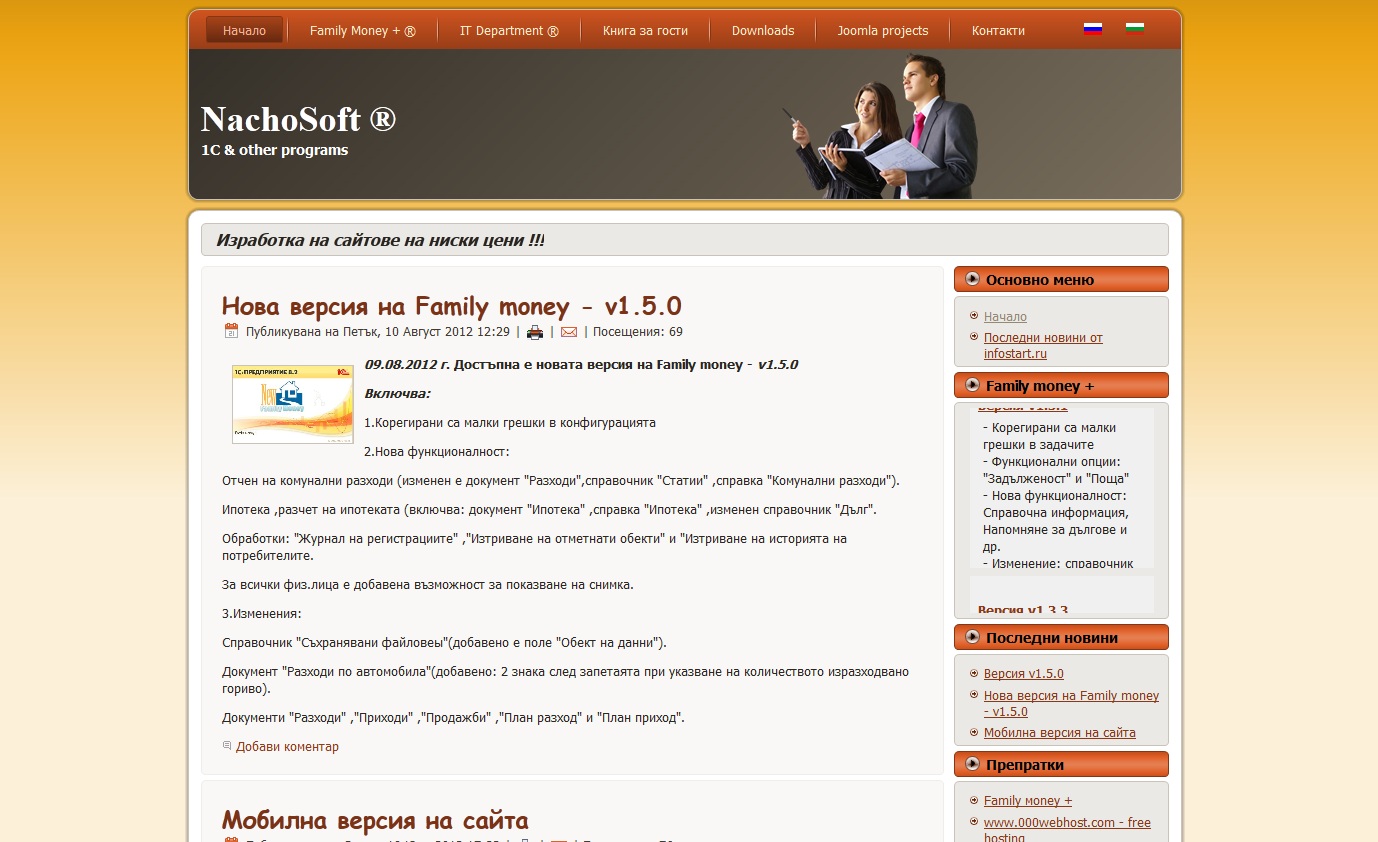 Начало
Family Money + ®
IT Department ®
Книга за гости
Downloads
Joomla projects
Контакти
NachoSoft ®
1C & other programs
Изработка на сайтове на ниски цени !!!
Нова версия на Family money - v1.5.0
Публикувана на Петък, 10 Август 2012 12:29 | | | Посещения: 69
1С:ПРЕДПРИЯТИЕ 8.2
New
Family money
09.08.2012 г. Достъпна е новата версия на Family money - v1.5.0
Включва:
1.Корегирани са малки грешки в конфигурацията
2.Нова функционалност:
Отчен на комунални разходи (изменен е документ "Разходи",справочник "Статии" ,справка "Комунални разходи").
Ипотека ,разчет на ипотеката (включва: документ "Ипотека" ,справка "Ипотека" ,изменен справочник "Дълг".
Обработки: "Журнал на регистрациите" ,"Изтриване на отметнати обекти" и "Изтриване на историята на
потребителите.
За всички физ.лица е добавена възможност за показване на снимка.
3.Изменения:
Справочник "Съхранявани файловеы"(добавено е поле "Обект на данни").
Документ "Разходи по автомобила"(добавено: 2 знака след запетаята при указване на количеството изразходвано
гориво).
Документи "Разходи" ,"Приходи" ,"Продажби" ,"План разход" и "План приход".
Добави коментар
Мобилна версия на сайта
Основно меню
Начало
Последни новини от
infostart.ru
Family money +
- Корегирани са малки
грешки в задачите
- Функционални опции:
"Задълженост" и "Поща"
- Нова функционалност:
Справочна информация,
Напомняне за дългове и
др.
- Изменение: справочник
Версия v1.3.3
Последни новини
Версия v1.5.0
Нова версия на Family money
- v1.5.0
Мобилна версия на сайта
Препратки
Family мoney +
www.000webhost.com - free
hosting